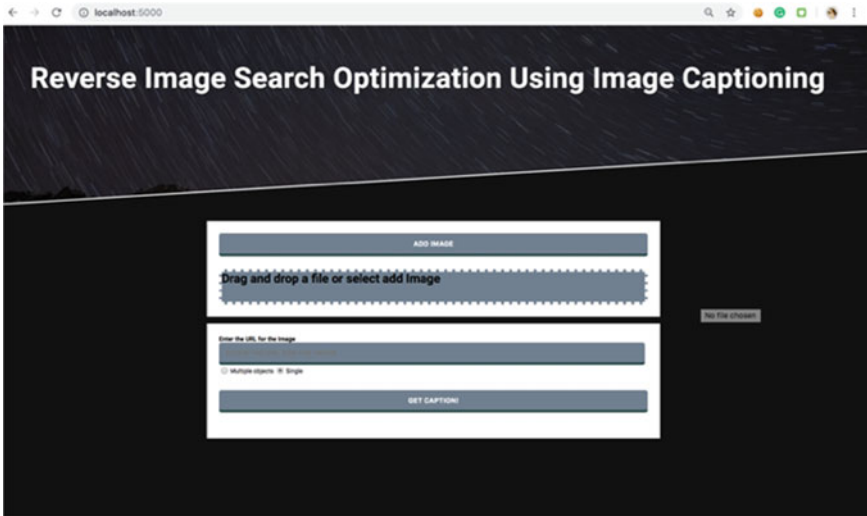 localhost:5000
Reverse Image Search Optimization Using Image Captioning
ADD IMAGE
Drag and drop a file or select add Image
No file chosen
Enter the URL for the Image
Multiple objects Single
GET CAPTION!